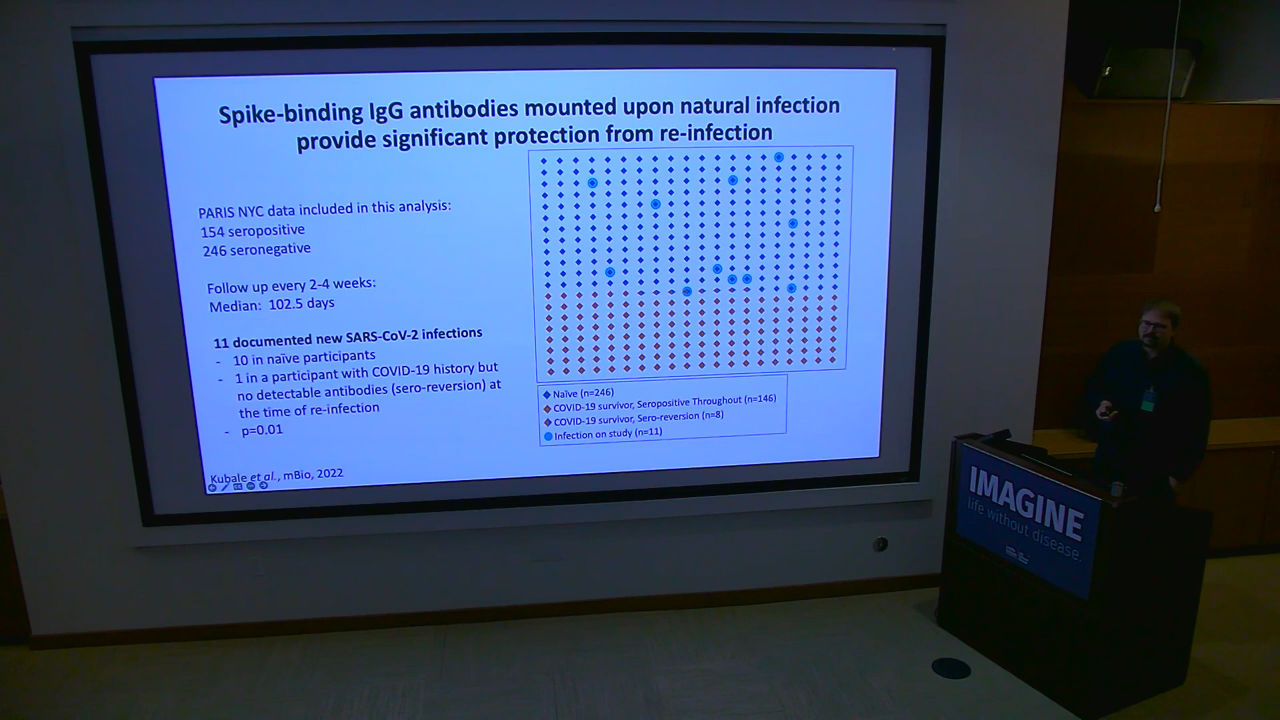 Spike-binding IgG antibodies mounted upon natural infection
provide significant protection from re-infection
PARIS NYC data included in this analysis:
154 seropositive
246 seronegative
Follow up every 2-4 weeks:
Median: 102.5 days
11 documented new SARS-CoV-2 infections
- 10 in naïve participants
- 1 in a participant with COVID-19 history but
no detectable antibodies (sero-reversion) at
the time of re-infection
- p=0.01
Kubale et al., mBio, 2022
Naïve (n=246)
COVID-19 survivor, Seropositive Throughout (n=146)
COVID-19 survivor, Sero-reversion (n=8)
Infection on study (n=11)
IMAGINE
life without disease.